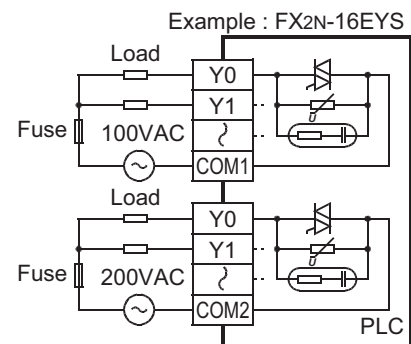 Example : FX2N-16EYS
Load
Y0
Y1
Fuse
100VAC
COM1
U
Load
Y0
Y1
Fuse
200VAC
COM2
U
PLC